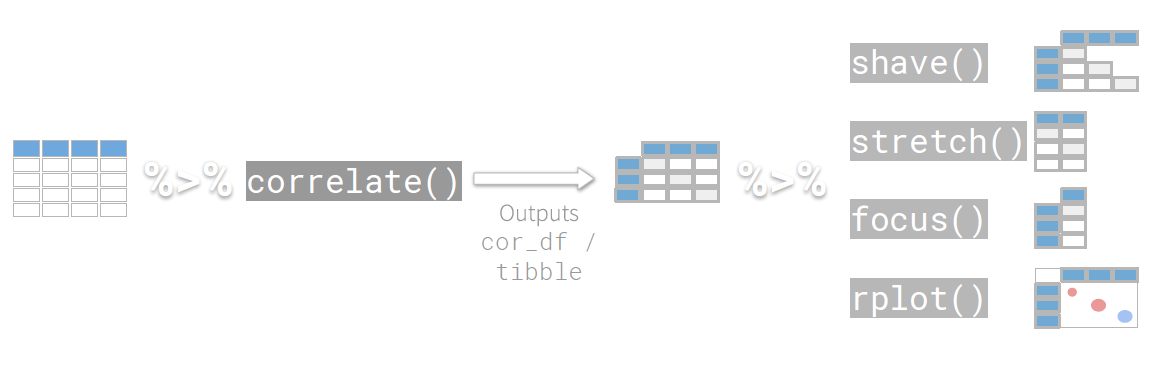 %>% correlate()
Outputs
cor_df /
tibble
%>%
shave()
stretch()
focus()
rplot()